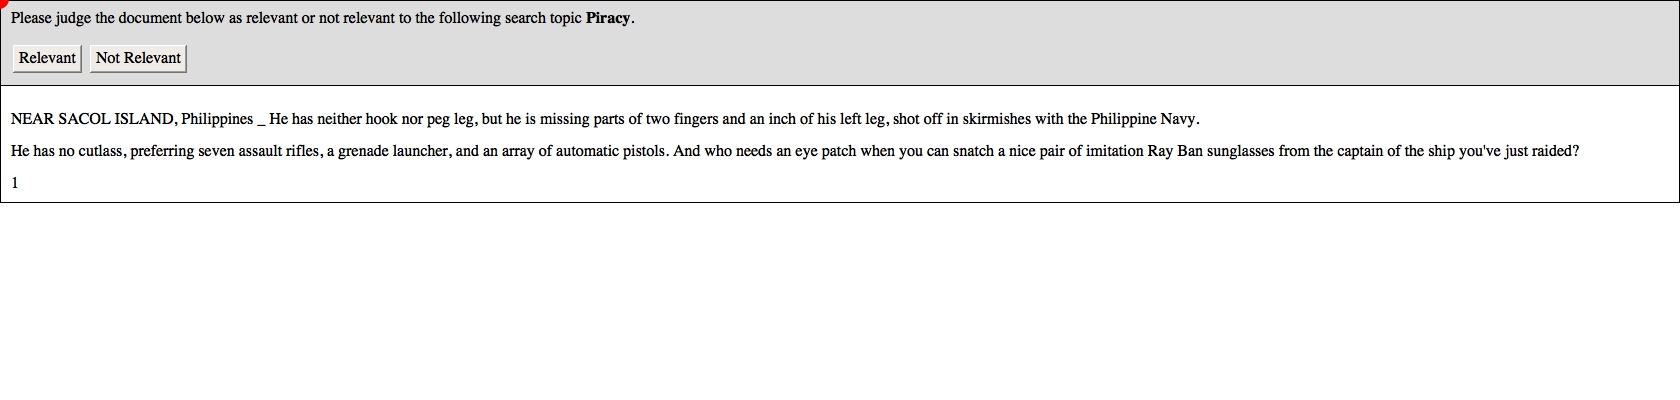 Please judge the document below as relevant or not relevant to the following search topic Piracy.
Relevant Not Relevant
NEAR SACOL ISLAND, Philippines _ He has neither hook nor peg leg, but he is missing parts of two fingers and an inch of his left leg, shot off in skirmishes with the Philippine Navy.
He has no cutlass, preferring seven assault rifles, a grenade launcher, and an array of automatic pistols. And who needs an eye patch when you can snatch a nice pair of imitation Ray Ban sunglasses from the captain of the ship you've just raided?
1